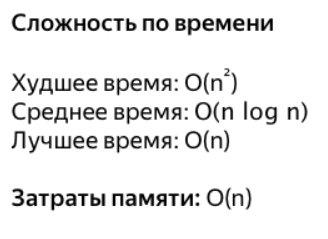 Сложность по времени
Худшее время: O(n²)
Среднее время: O(n log n)
Лучшее время: O(n)
Затраты памяти: O(n)